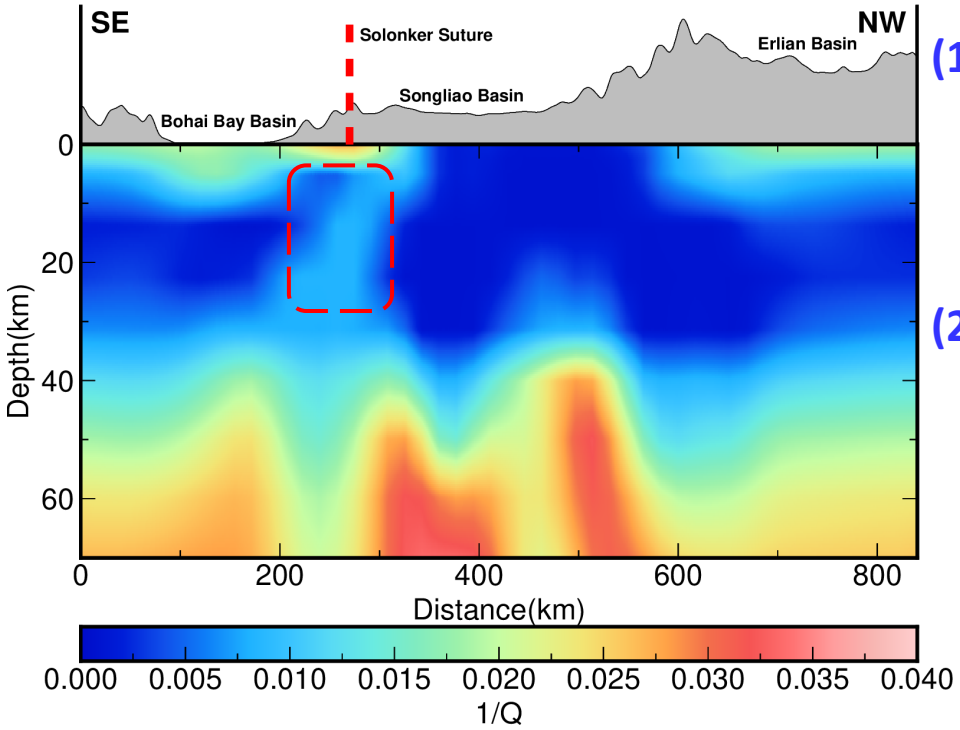 SE
NW
Solonker Suture
Erlian Basin
(1
Songliao Basin
Bohai Bay Basin
0
20
(2
40
60
Depth(km)
0 200 400 600 800
Distance(km)
0.000 0.005 0.010 0.015 0.020 0.025 0.030 0.035 0.040
1/Q